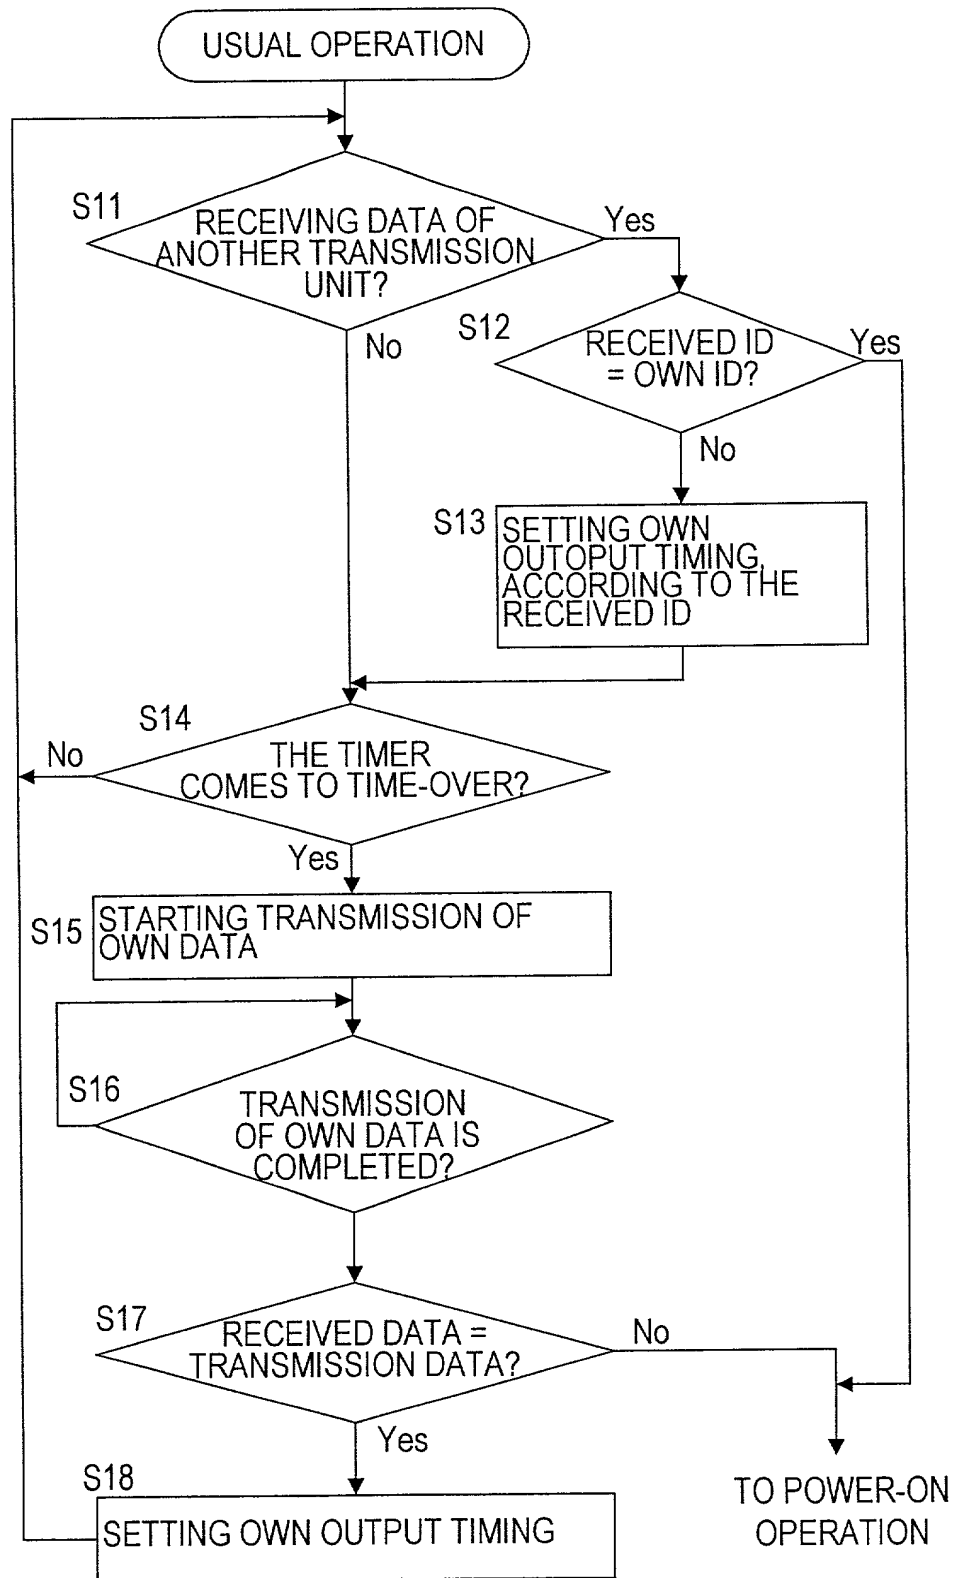 USUAL OPERATION
S11
RECEIVING DATA OF
ANOTHER TRANSMISSION
UNIT?
Yes
No
S12
RECEIVED ID
= OWN ID?
Yes
No
S13
SETTING OWN
OUTOPUT TIMING,
ACCORDING TO THE
RECEIVED ID
S14
No
THE TIMER
COMES TO TIME-OVER?
Yes
S15
STARTING TRANSMISSION OF
OWN DATA
S16
TRANSMISSION
OF OWN DATA IS
COMPLETED?
S17
RECEIVED DATA =
TRANSMISSION DATA?
No
Yes
S18
SETTING OWN OUTPUT TIMING
TO POWER-ON
OPERATION